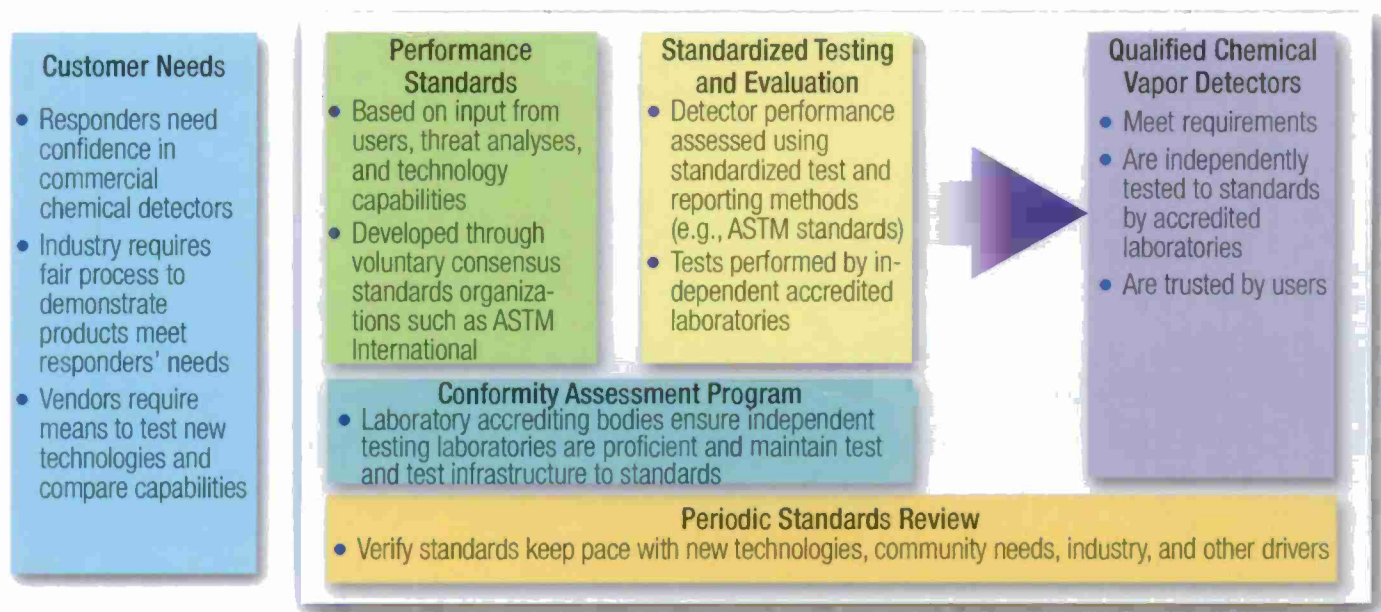 Customer Needs
• Responders need
confidence in
commercial
chemical detectors
• Industry requires
fair process to
demonstrate
products meet
responders' needs
• Vendors require
means to test new
technologies and
compare capabilities
Performance
Standards
• Based on input from
users, threat analyses,
and technology
capabilities
• Developed through
voluntary consensus
standards organiza-
tions such as ASTM
International
Standardized Testing
and Evaluation
• Detector performance
assessed using
standardized test and
reporting methods
(e.g., ASTM standards)
• Tests performed by in-
dependent accredited
laboratories
Conformity Assessment Program
• Laboratory accrediting bodies ensure independent
testing laboratories are proficient and maintain test
and test infrastructure to standards
Qualified Chemical
Vapor Detectors
• Meet requirements
• Are independently
tested to standards
by accredited
laboratories
• Are trusted by users
Periodic Standards Review
• Verify standards keep pace with new technologies, community needs, industry, and other drivers